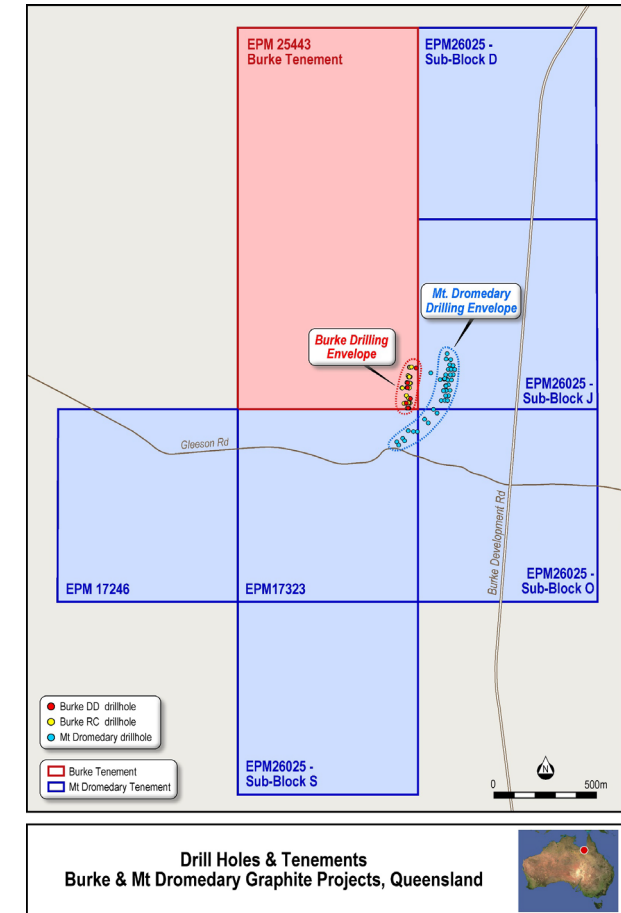 EPM 25443
Burke Tenement
EPM26025 -
Sub-Block D
Mt. Dromedary
Drilling Envelope
Burke Drilling
Envelope
EPM26025 -
Sub-Block J
Gleeson Rd
Burke Development Rd
EPM 17246
EPM17323
EPM26025 -
Sub-Block O
Burke DD drillhole
Burke RC drillhole
Mt Dromedary drillhole
Burke Tenement
Mt Dromedary Tenement
EPM26025 -
Sub-Block S
N
0 500m
Drill Holes & Tenements
Burke & Mt Dromedary Graphite Projects, Queensland